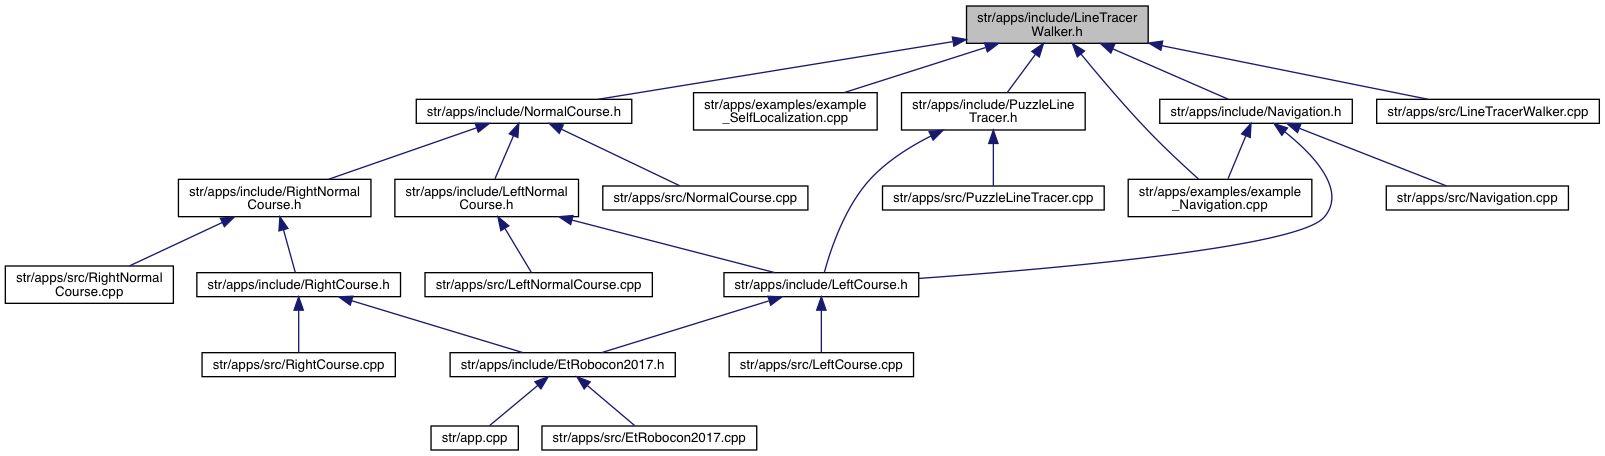 str/apps/include/LineTracer
Walker.h
str/apps/include/NormalCourse.h
str/apps/examples/example
_SelfLocalization.cpp
str/apps/include/PuzzleLine
Tracer.h
str/apps/include/Navigation.h
str/apps/src/LineTracerWalker.cpp
str/apps/include/RightNormal
Course.h
str/apps/include/LeftNormal
Course.h
str/apps/src/NormalCourse.cpp
str/apps/src/PuzzleLineTracer.cpp
str/apps/examples/example
_Navigation.cpp
str/apps/src/Navigation.cpp
str/apps/src/RightNormal
Course.cpp
str/apps/include/RightCourse.h
str/apps/src/LeftNormalCourse.cpp
str/apps/include/LeftCourse.h
str/apps/src/RightCourse.cpp
str/apps/include/EtRobocon2017.h
str/apps/src/LeftCourse.cpp
str/app.cpp
str/apps/src/EtRobocon2017.cpp